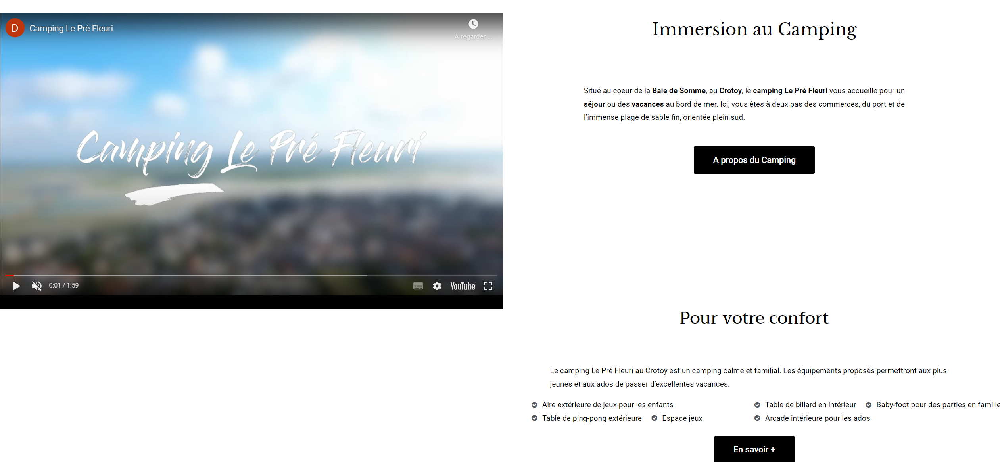 D
Camping Le Pré Fleuri
À regarder ...
Camping Le Pré Fleuri
0:01 / 1:59
YouTube
Immersion au Camping
Situé au coeur de la Baie de Somme, au Crotoy, le camping Le Pré Fleuri vous accueille pour un
séjour ou des vacances au bord de mer. Ici, vous êtes à deux pas des commerces, du port et de
l’immense plage de sable fin, orientée plein sud.
A propos du Camping
Pour votre confort
Le camping Le Pré Fleuri au Crotoy est un camping calme et familial. Les équipements proposés permettront aux plus
jeunes et aux ados de passer d’excellentes vacances.
Aire extérieure de jeux pour les enfants
Table de ping-pong extérieure Espace jeux
Table de billard en intérieur Baby-foot pour des parties en famille
Arcade intérieure pour les ados
En savoir +